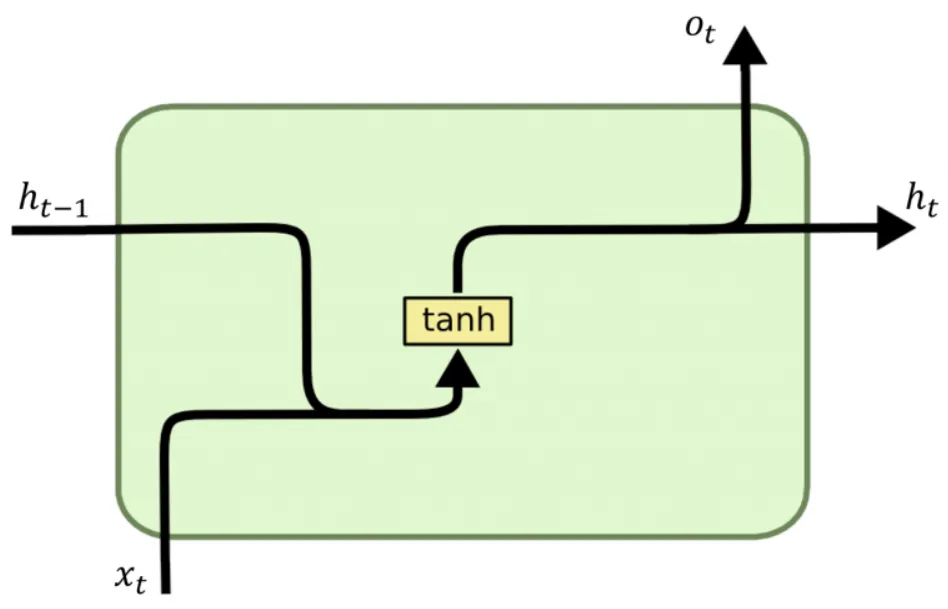 o_t
h_{t-1}
h_t
tanh
x_t